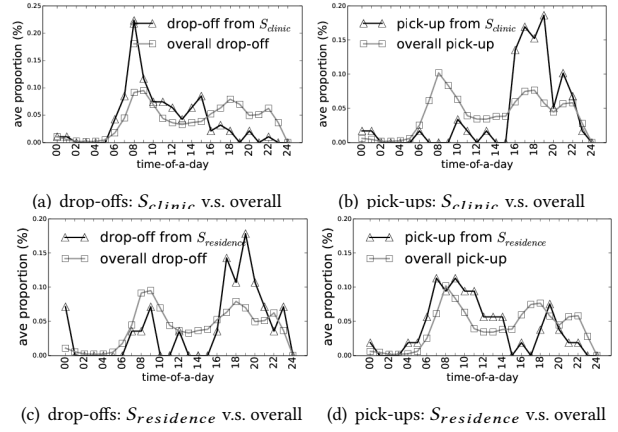 0.25
0.20
0.15
0.10
0.05
0.00
ave proportion (%)
drop-off from S_clinic
overall drop-off
00 02 04 06 08 10 12 14 16 18 20 22 24
time-of-a-day
(a) drop-offs: S_clinic v.s. overall
0.20
0.15
0.10
0.05
0.00
ave proportion (%)
pick-up from S_clinic
overall pick-up
00 02 04 06 08 10 12 14 16 18 20 22 24
time-of-a-day
(b) pick-ups: S_clinic v.s. overall
0.20
0.15
0.10
0.05
0.00
ave proportion (%)
drop-off from S_residence
overall drop-off
00 02 04 06 08 10 12 14 16 18 20 22 24
time-of-a-day
(c) drop-offs: S_residence v.s. overall
0.20
0.15
0.10
0.05
0.00
ave proportion (%)
pick-up from S_residence
overall pick-up
00 02 04 06 08 10 12 14 16 18 20 22 24
time-of-a-day
(d) pick-ups: S_residence v.s. overall